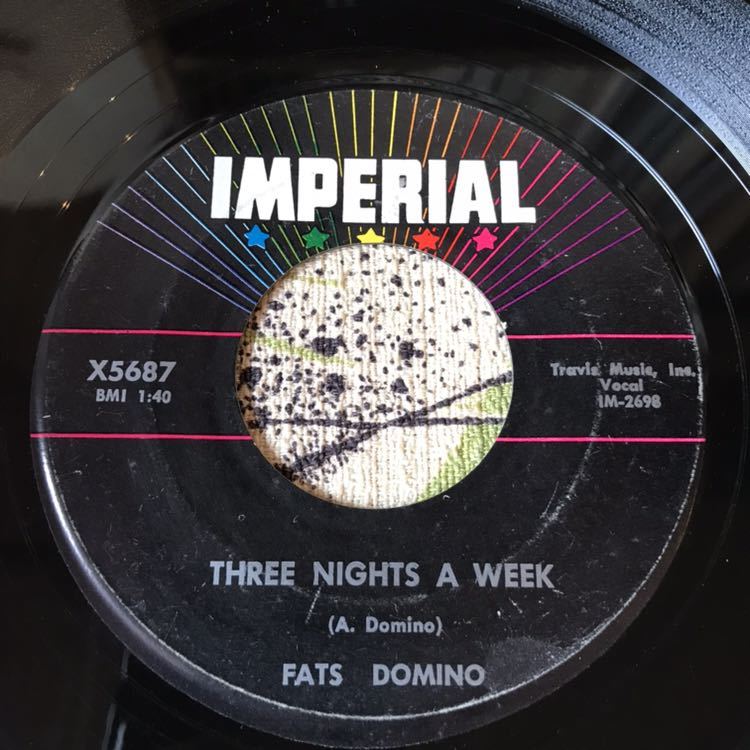 IMPERIAL
X5687
BMI 1:40
Travis Music, Inc.
Vocal
IM-2698
THREE NIGHTS A WEEK
(A. Domino)
FATS DOMINO